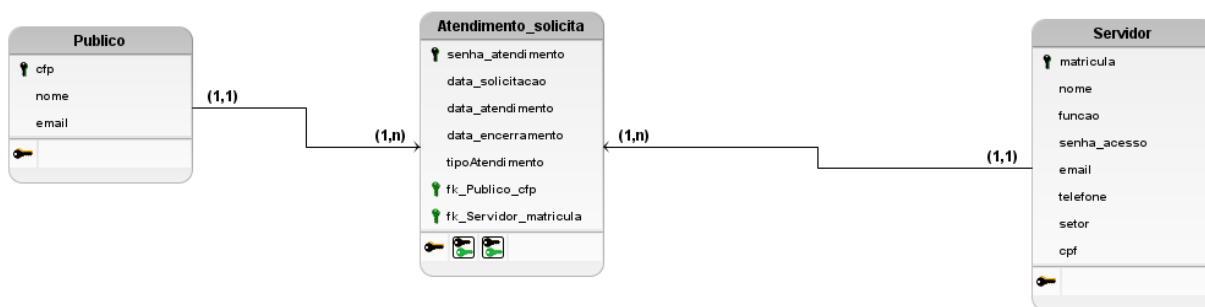 Publico
cfp
nome
email
(1,1)
(1,n)
Atendimento_solicita
senha_atendimento
data_solicitacao
data_atendimento
data_encerramento
tipoAtendimento
fk_Publico_cfp
fk_Servidor_matricula
(1,n)
(1,1)
Servidor
matricula
nome
funcao
senha_acesso
email
telefone
setor
cpf